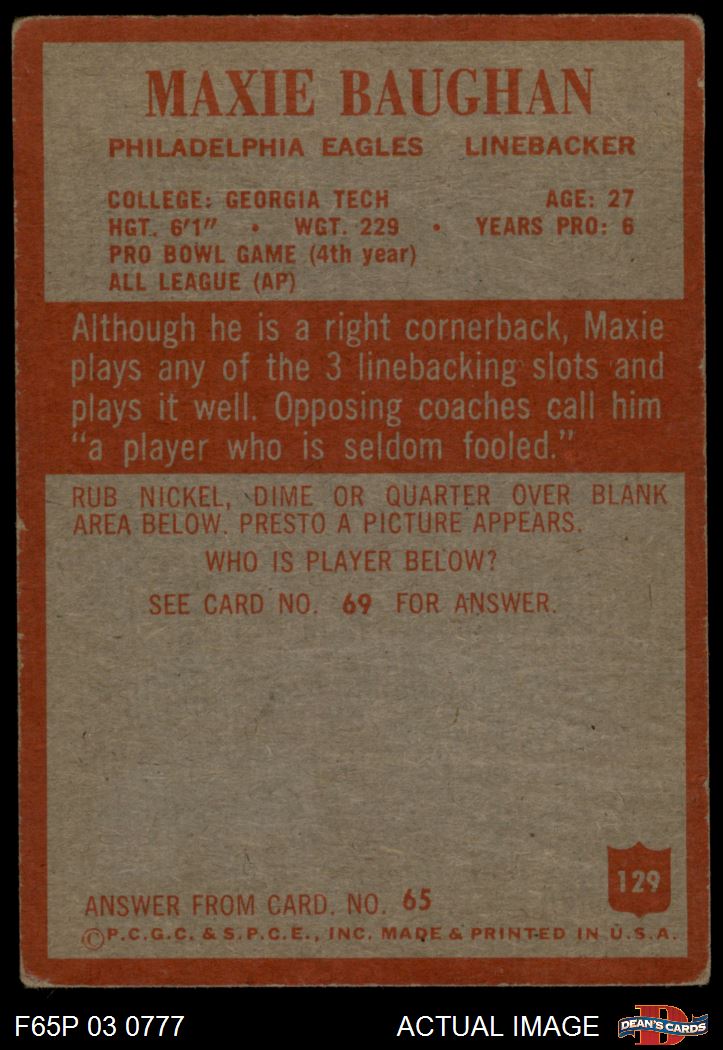 MAXIE BAUGHAN
PHILADELPHIA EAGLES LINEBACKER
COLLEGE: GEORGIA TECH AGE: 27
HGT. 6'1" • WGT. 229 • YEARS PRO: 6
PRO BOWL GAME (4th year)
ALL LEAGUE (AP)
Although he is a right cornerback, Maxie
plays any of the 3 linebacking slots and
plays it well. Opposing coaches call him
"a player who is seldom fooled."
RUB NICKEL, DIME OR QUARTER OVER BLANK
AREA BELOW. PRESTO A PICTURE APPEARS.
WHO IS PLAYER BELOW?
SEE CARD NO. 69 FOR ANSWER.
129
ANSWER FROM CARD. NO. 65
©P.C.G.C. & S.P.C.E., INC. MADE & PRINTED IN U.S.A.
F65P 03 0777 ACTUAL IMAGE D DEAN'S CARDS